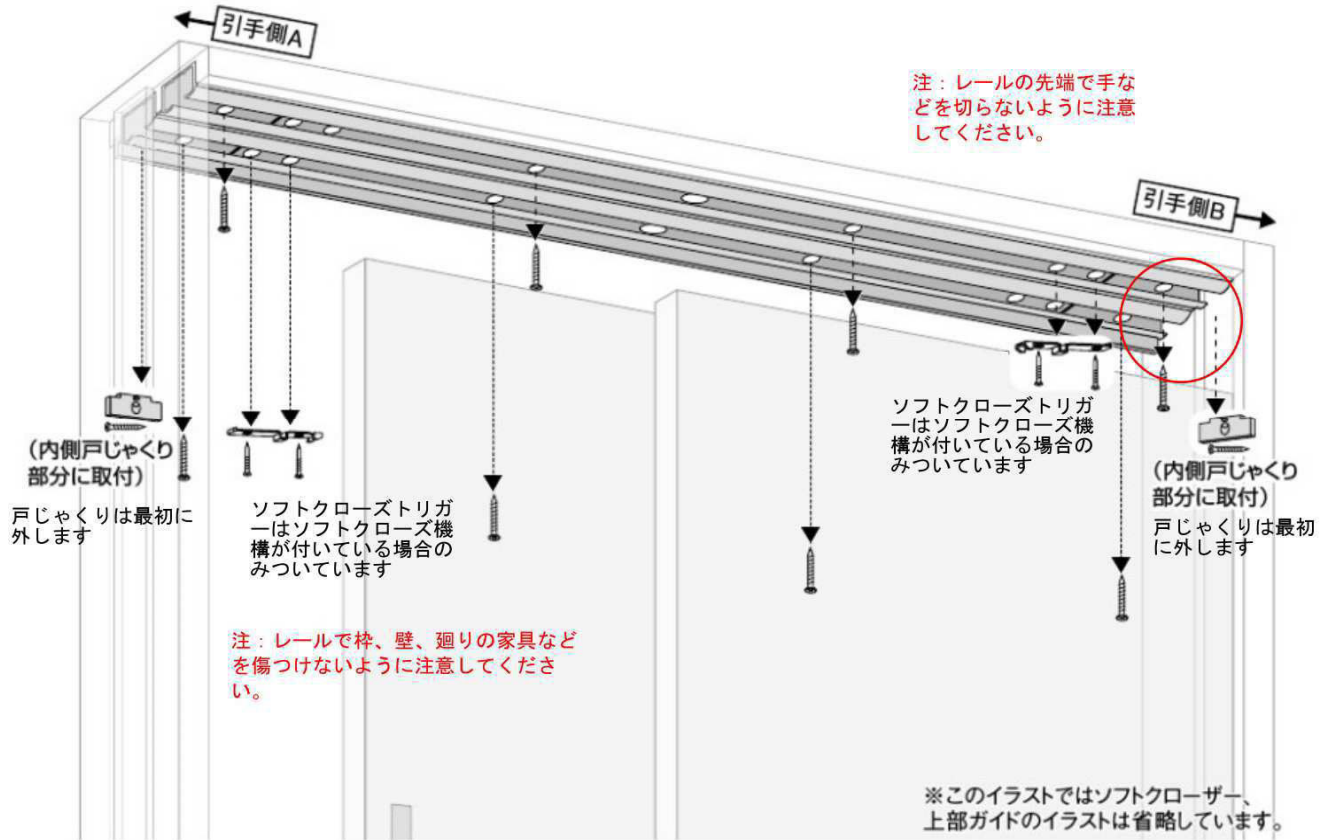 引手側A
注：レールの先端で手な
どを切らないように注意
してください。
引手側B
（内側戸じゃくり
部分に取付）
戸じゃくりは最初に
外します
ソフトクローズトリガ
ーはソフトクローズ機
構が付いている場合の
みついています
ソフトクローズトリガ
ーはソフトクローズ機
構が付いている場合の
みついています
（内側戸じゃくり
部分に取付）
戸じゃくりは最初
に外します
注：レールで枠、壁、廻りの家具など
を傷つけないように注意してくださ
い。
※このイラストではソフトクローザー、
上部ガイドのイラストは省略しています。